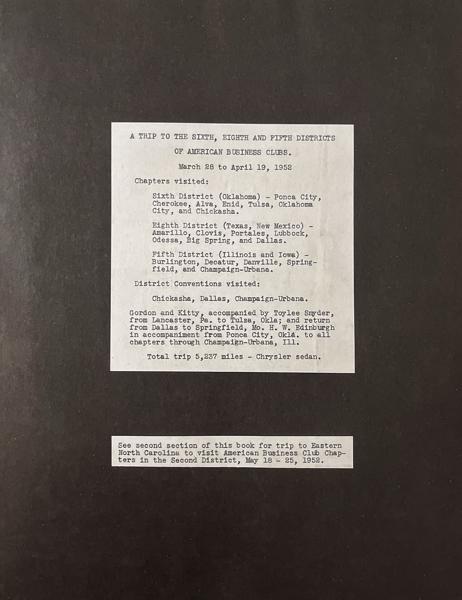 A TRIP TO THE SIXTH, EIGHTH AND FIFTH DISTRICTS
OF AMERICAN BUSINESS CLUBS.
March 28 to April 19, 1952
Chapters visited:
Sixth District (Oklahoma) - Ponca City,
Cherokee, Alva, Enid, Tulsa, Oklahoma
City, and Chickasha.
Eighth District (Texas, New Mexico) -
Amarillo, Clovis, Portales, Lubbock,
Odessa, Big Spring, and Dallas.
Fifth District (Illinois and Iowa) -
Burlington, Decatur, Danville, Spring-
field, and Champaign-Urbana.
District Conventions visited:
Chickasha, Dallas, Champaign-Urbana.
Gordon and Kitty, accompanied by Toylee Snyder,
from Lancaster, Pa. to Tulsa, Okla; and return
from Dallas to Springfield, Mo. H. W. Edinburgh
in accompaniment from Ponca City, Okla. to all
chapters through Champaign-Urbana, Ill.
Total trip 5,237 miles - Chrysler sedan.
See second section of this book for trip to Eastern
North Carolina to visit American Business Club Chap-
ters in the Second District, May 18 - 25, 1952.